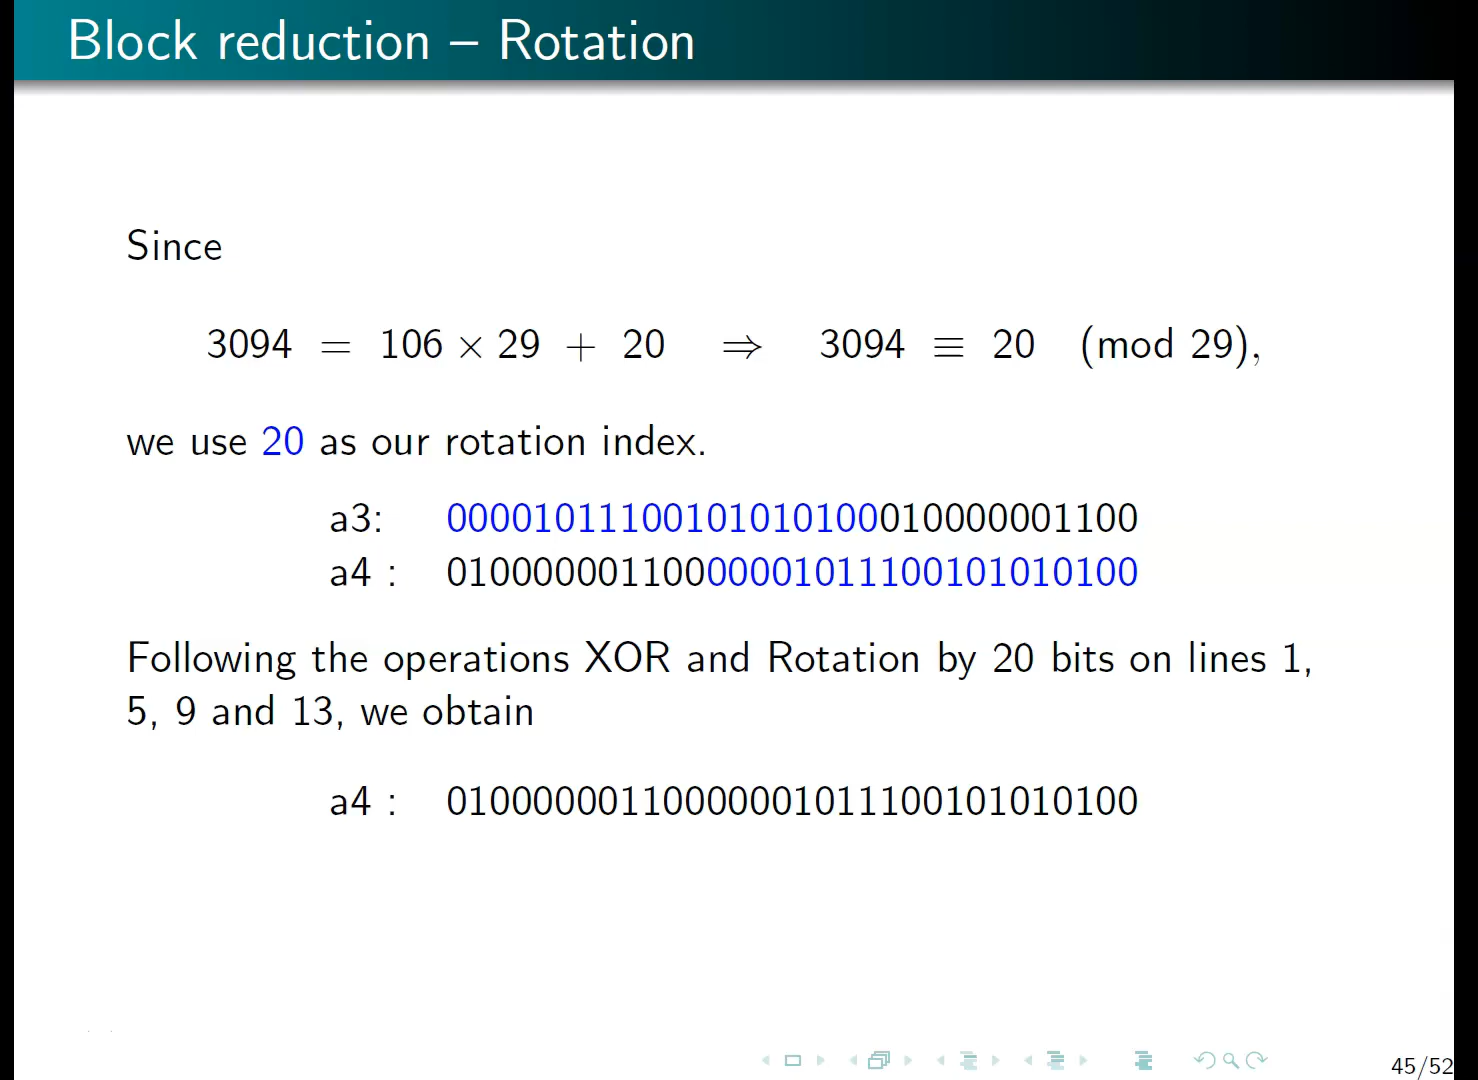 Block reduction – Rotation
Since
3094 = 106 × 29 + 20 ⇒ 3094 ≡ 20 (mod 29),
we use 20 as our rotation index.
a3: 00001011100101010100010000001100
a4 : 01000000110000001011100101010100
Following the operations XOR and Rotation by 20 bits on lines 1,
5, 9 and 13, we obtain
a4 : 01000000110000001011100101010100
45/52